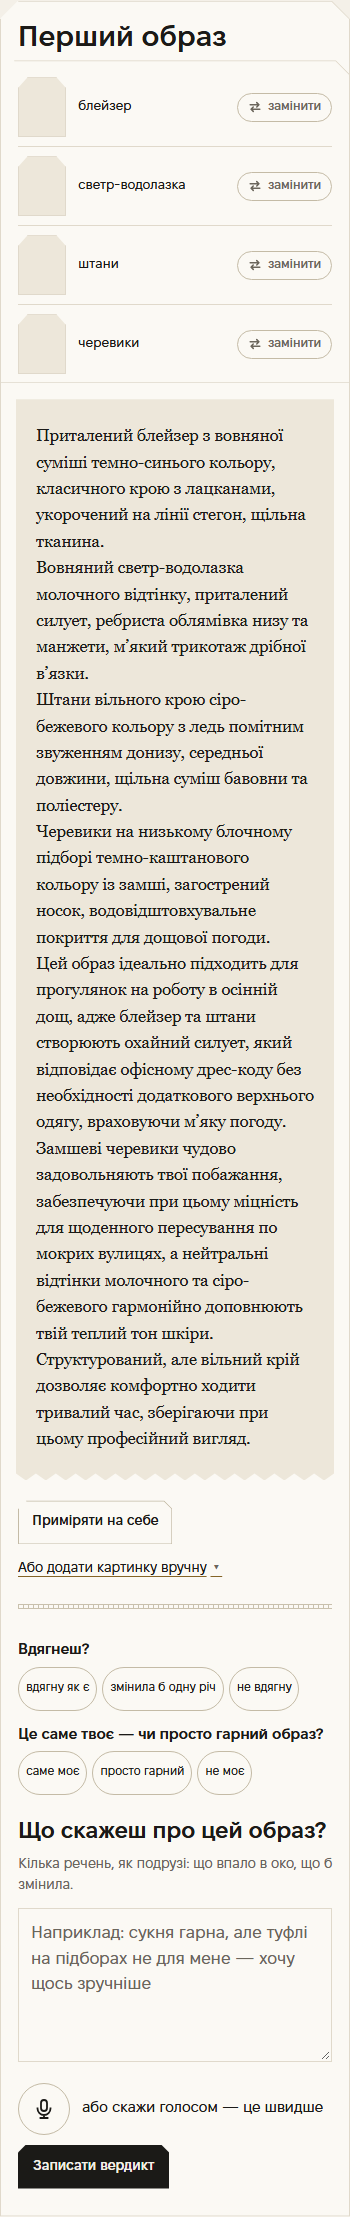 Перший образ
блейзер
замінити
светр-водолазка
замінити
штани
замінити
черевики
замінити
Приталений блейзер з вовняної
суміші темно-синього кольору,
класичного крою з лацканами,
укорочений на лінії стегон, щільна
тканина.
Вовняний светр-водолазка
молочного відтінку, приталений
силует, ребриста облямівка низу та
манжети, м’який трикотаж дрібної
в’язки.
Штани вільного крою сіро-
бежевого кольору з ледь помітним
звуженням донизу, середньої
довжини, щільна суміш бавовни та
поліестеру.
Черевики на низькому блочному
підборі темно-каштанового
кольору із замші, загострений
носок, водовідштовхувальне
покриття для дощової погоди.
Цей образ ідеально підходить для
прогулянок на роботу в осінній
дощ, адже блейзер та штани
створюють охайний силует, який
відповідає офісному дрес-коду без
необхідності додаткового верхнього
одягу, враховуючи м’яку погоду.
Замшеві черевики чудово
задовольняють твої побажання,
забезпечуючи при цьому міцність
для щоденного пересування по
мокрих вулицях, а нейтральні
відтінки молочного та сіро-
бежевого гармонійно доповнюють
твій теплий тон шкіри.
Структурований, але вільний крій
дозволяє комфортно ходити
тривалий час, зберігаючи при
цьому професійний вигляд.
Приміряти на себе
Або додати картинку вручну
Вдягнеш?
вдягну як є
змінила б одну річ
не вдягну
Це саме твоє — чи просто гарний образ?
саме моє
просто гарний
не моє
Що скажеш про цей образ?
Кілька речень, як подрузі: що впало в око, що б
змінила.
Наприклад: сукня гарна, але туфлі
на підборах не для мене — хочу
щось зручніше
або скажи голосом — це швидше
Записати вердикт